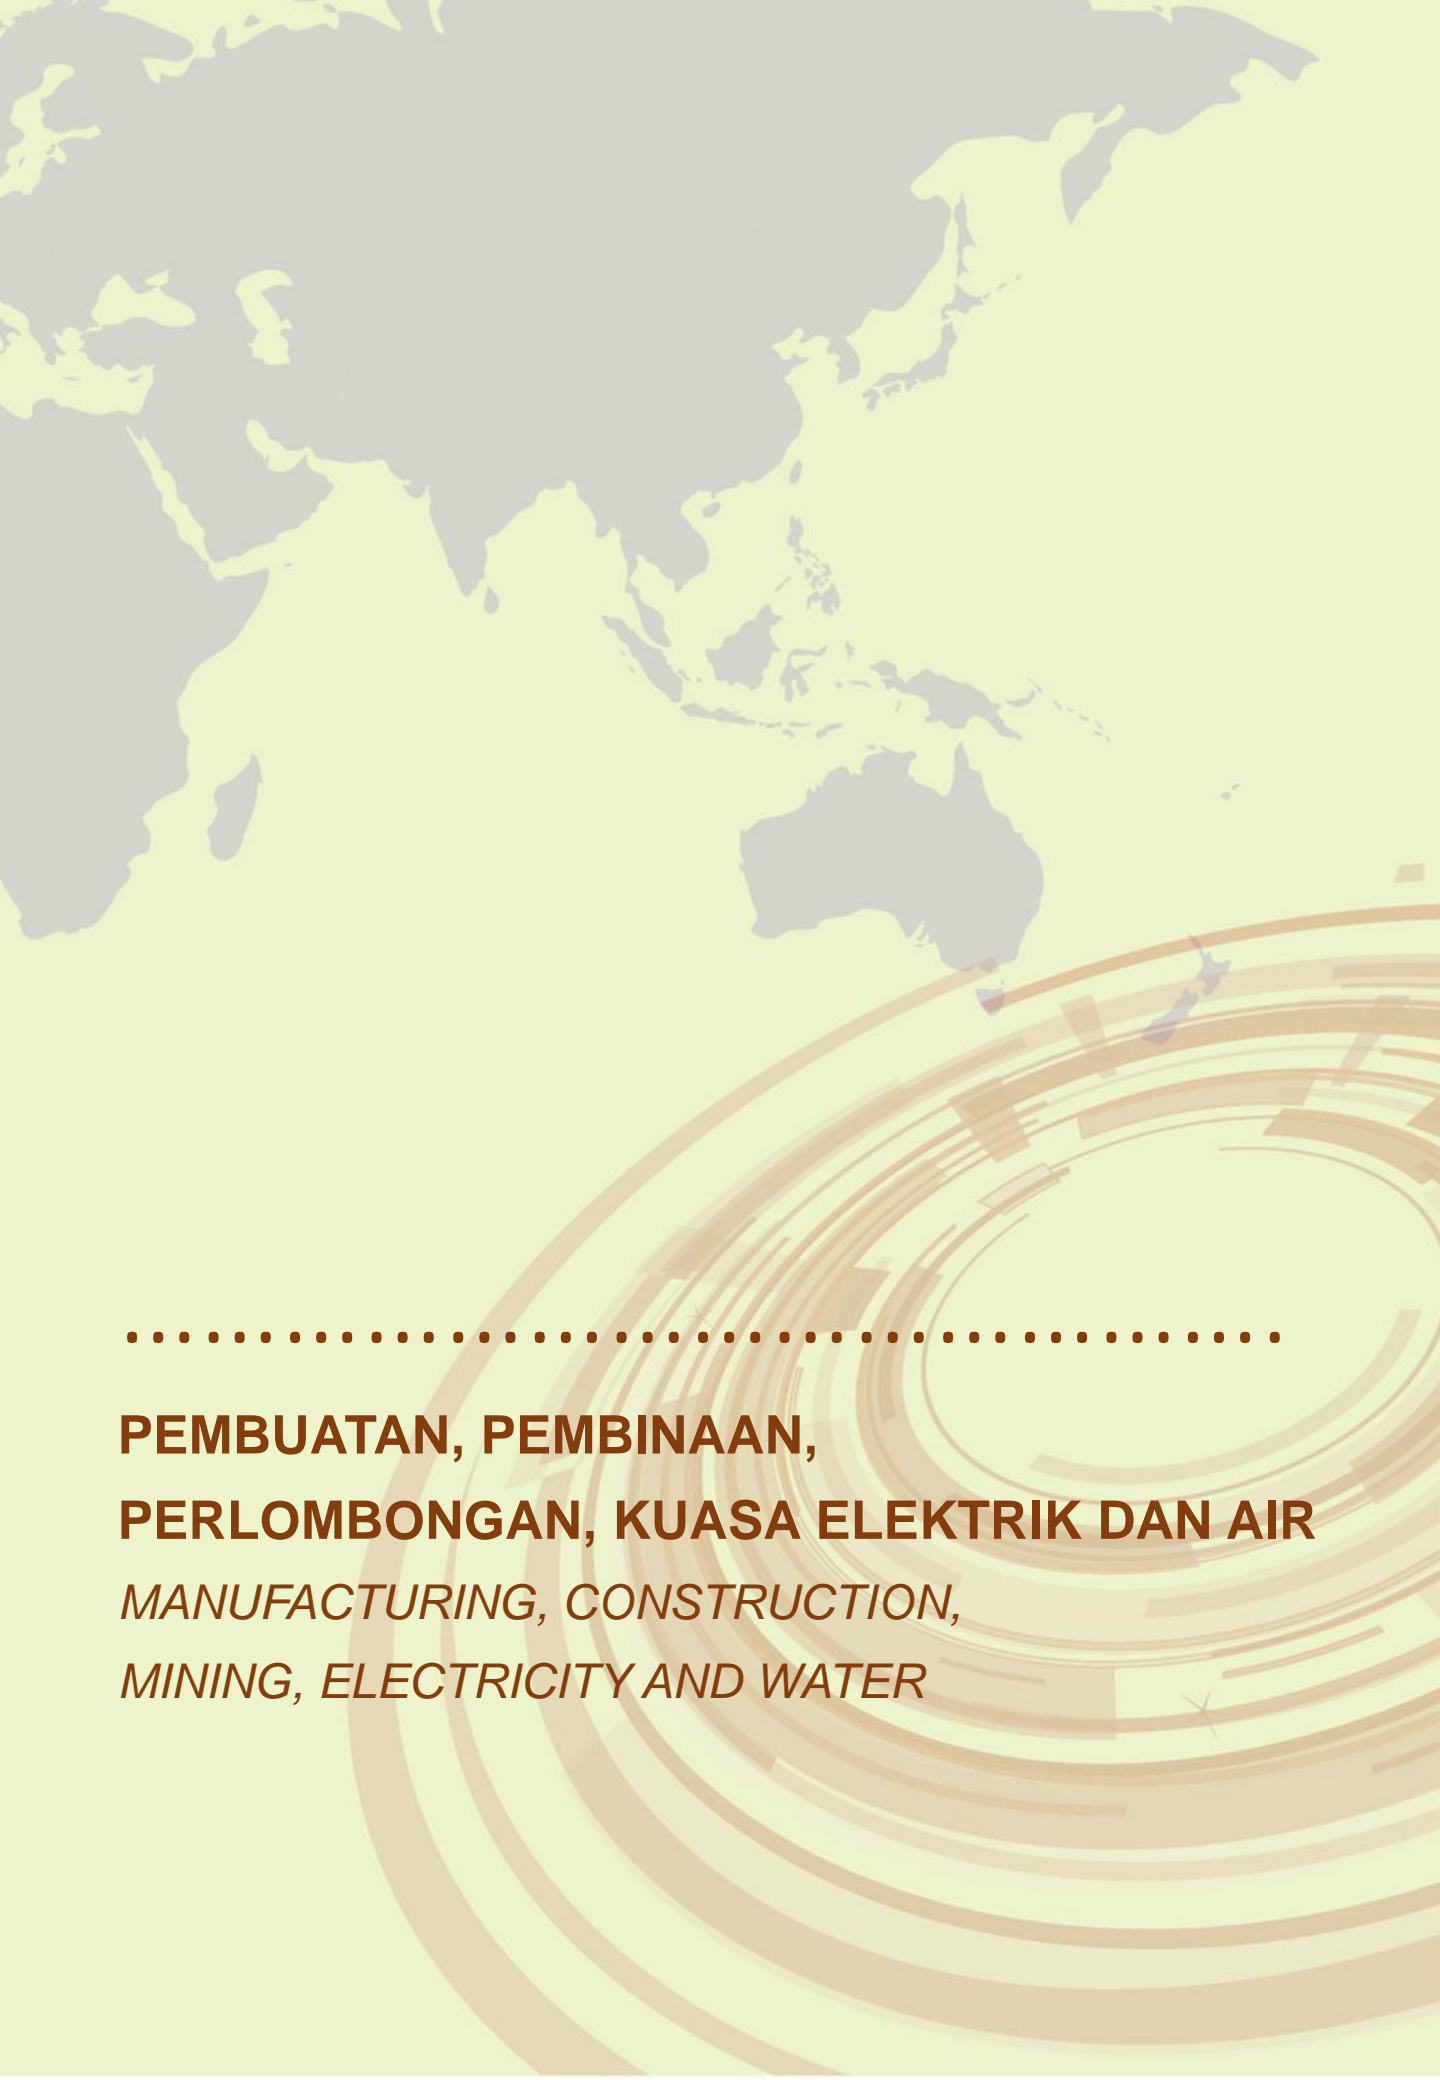 PEMBUATAN, PEMBINAAN,
PERLOMBONGAN, KUASA ELEKTRIK DAN AIR
MANUFACTURING, CONSTRUCTION,
MINING, ELECTRICITY AND WATER